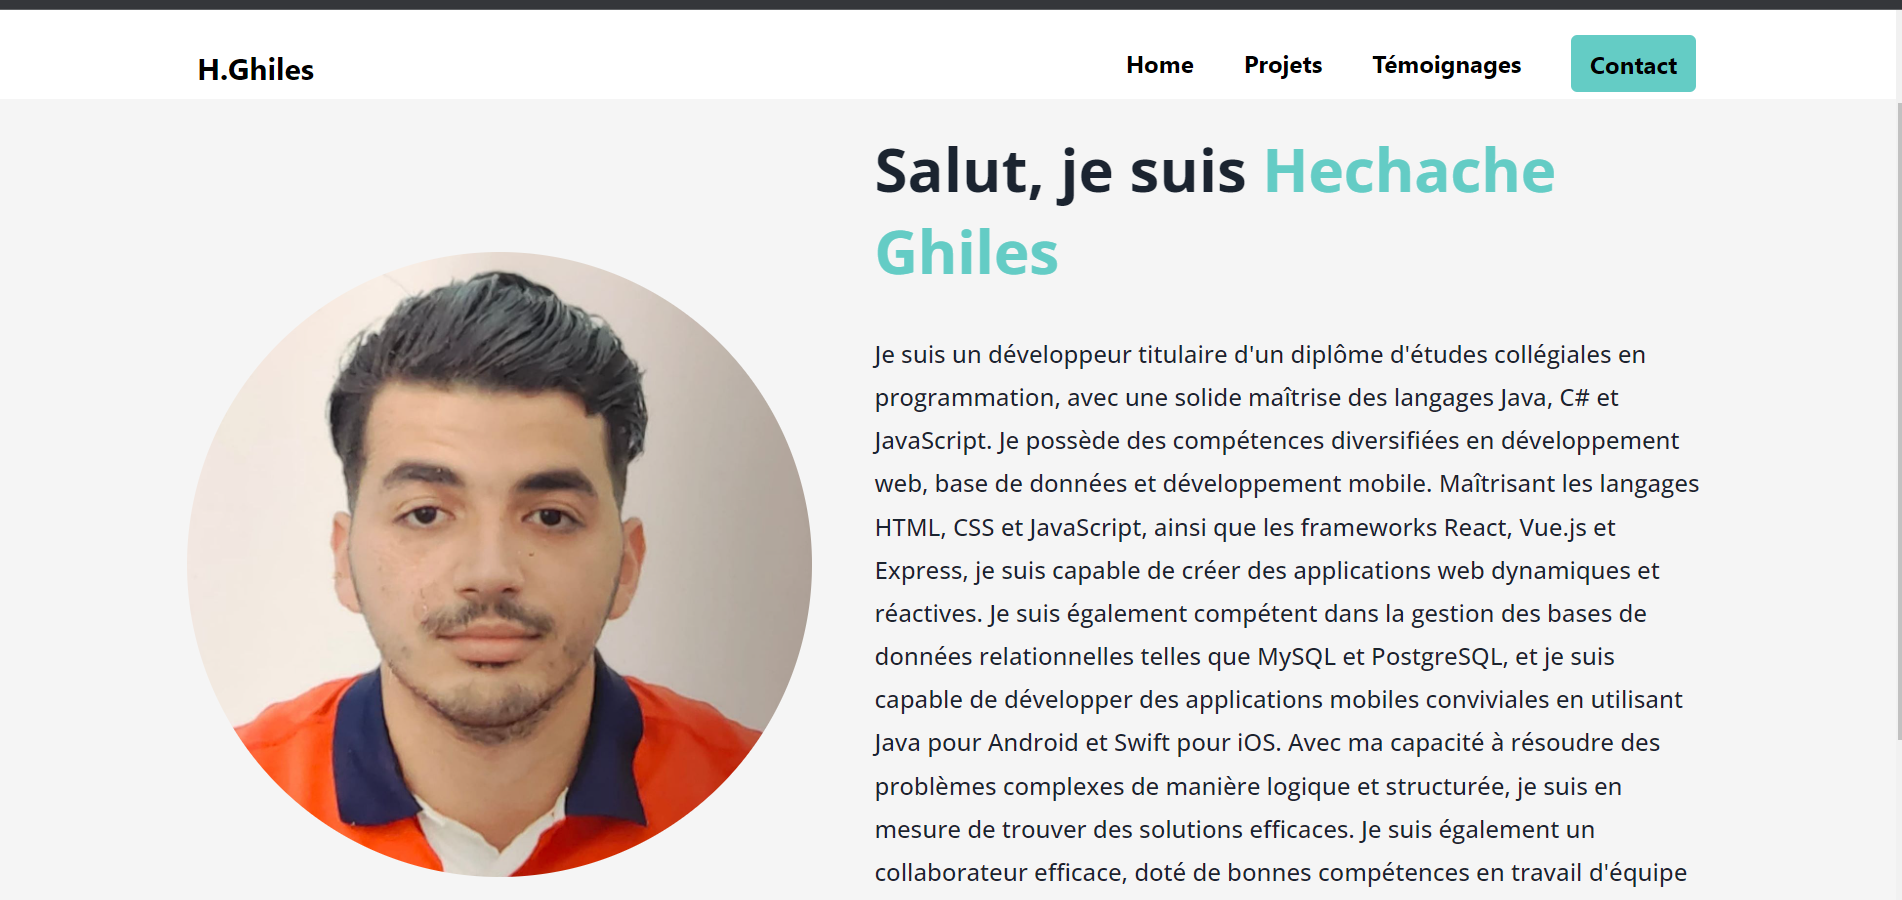 H.Ghiles
Home Projets Témoignages Contact
Salut, je suis Hechache
Ghiles
Je suis un développeur titulaire d'un diplôme d'études collégiales en
programmation, avec une solide maîtrise des langages Java, C# et
JavaScript. Je possède des compétences diversifiées en développement
web, base de données et développement mobile. Maîtrisant les langages
HTML, CSS et JavaScript, ainsi que les frameworks React, Vue.js et
Express, je suis capable de créer des applications web dynamiques et
réactives. Je suis également compétent dans la gestion des bases de
données relationnelles telles que MySQL et PostgreSQL, et je suis
capable de développer des applications mobiles conviviales en utilisant
Java pour Android et Swift pour iOS. Avec ma capacité à résoudre des
problèmes complexes de manière logique et structurée, je suis en
mesure de trouver des solutions efficaces. Je suis également un
collaborateur efficace, doté de bonnes compétences en travail d'équipe